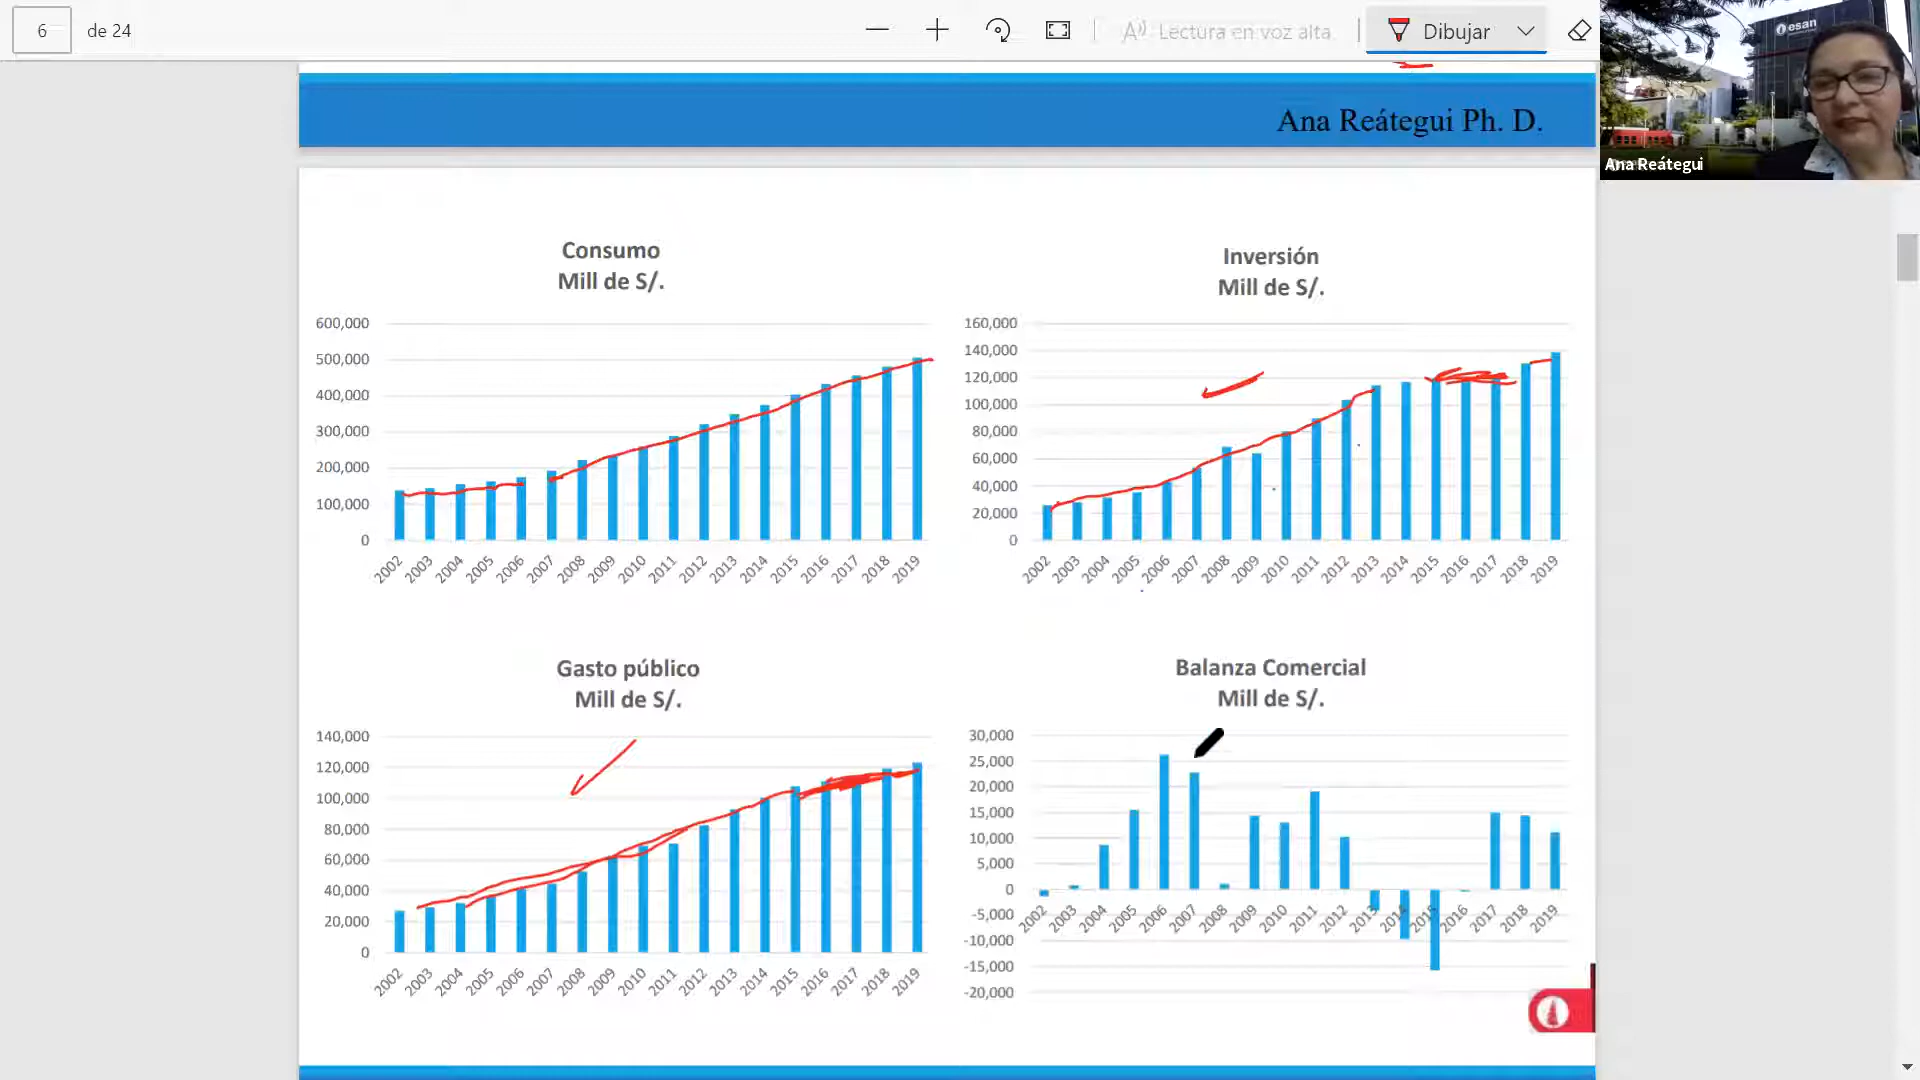 6 de 24
Lectura en voz alta
Dibujar
esan
Ana Reátegui
Ana Reátegui Ph. D.
Consumo
Mill de S/.
600,000
500,000
400,000
300,000
200,000
100,000
0
2002 2003 2004 2005 2006 2007 2008 2009 2010 2011 2012 2013 2014 2015 2016 2017 2018 2019
Inversión
Mill de S/.
160,000
140,000
120,000
100,000
80,000
60,000
40,000
20,000
0
2002 2003 2004 2005 2006 2007 2008 2009 2010 2011 2012 2013 2014 2015 2016 2017 2018 2019
Gasto público
Mill de S/.
140,000
120,000
100,000
80,000
60,000
40,000
20,000
0
2002 2003 2004 2005 2006 2007 2008 2009 2010 2011 2012 2013 2014 2015 2016 2017 2018 2019
Balanza Comercial
Mill de S/.
30,000
25,000
20,000
15,000
10,000
5,000
0
-5,000
-10,000
-15,000
-20,000
2002 2003 2004 2005 2006 2007 2008 2009 2010 2011 2012 2013 2014 2015 2016 2017 2018 2019